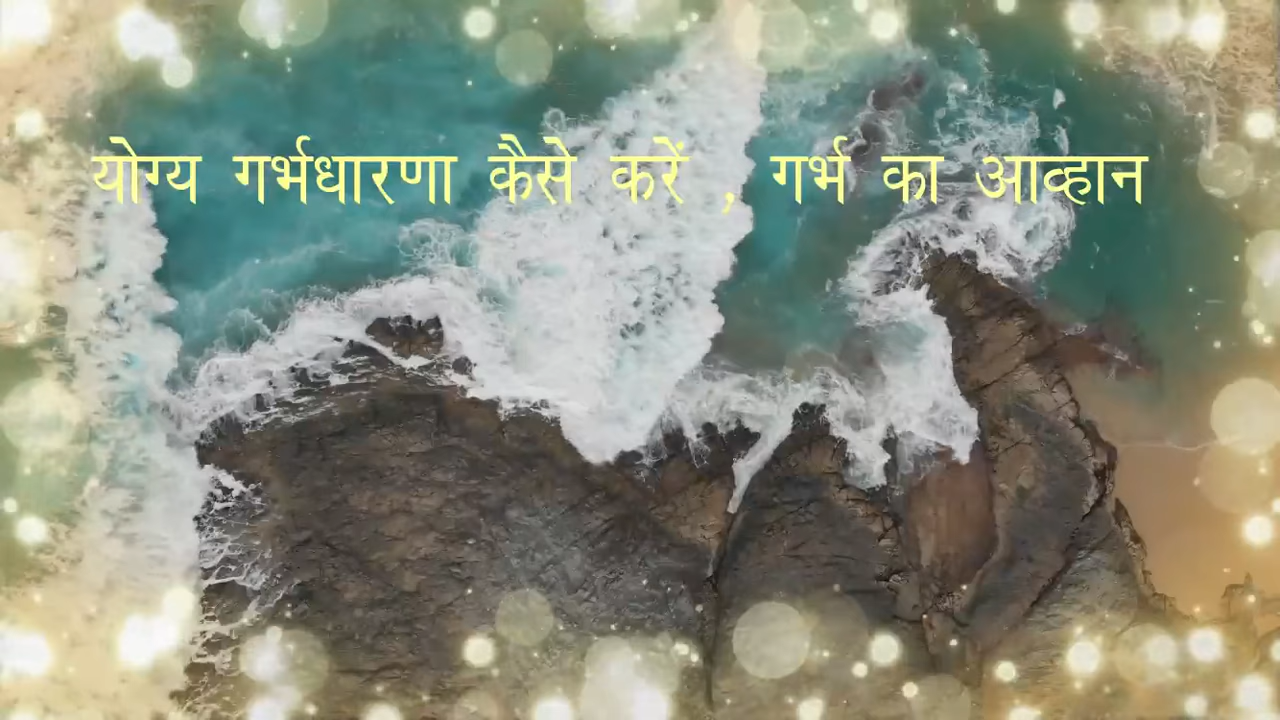 योग्य गर्भधारणा कैसे करें , गर्भ का आव्हान